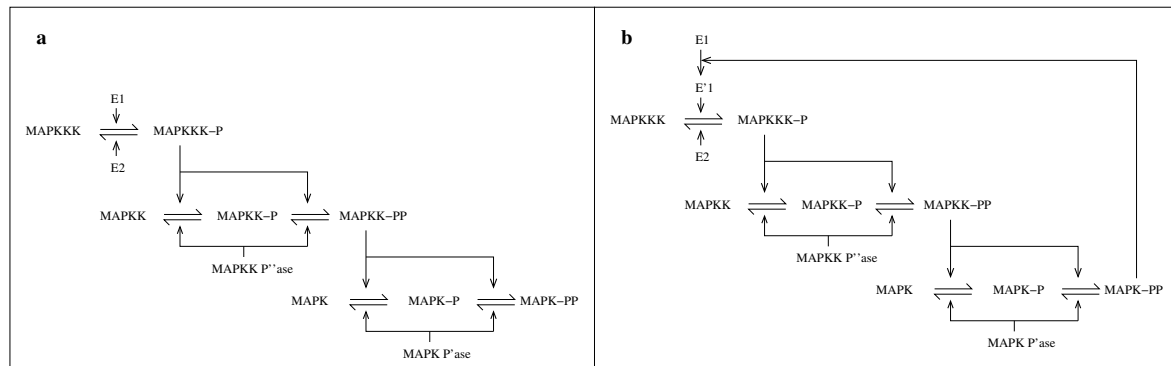 a
E1
MAPKKK MAPKKK-P
E2
MAPKK MAPKK-P MAPKK-PP
MAPKK P''ase
MAPK MAPK-P MAPK-PP
MAPK P'ase
b
E1
E'1
MAPKKK MAPKKK-P
E2
MAPKK MAPKK-P MAPKK-PP
MAPKK P''ase
MAPK MAPK-P MAPK-PP
MAPK P'ase